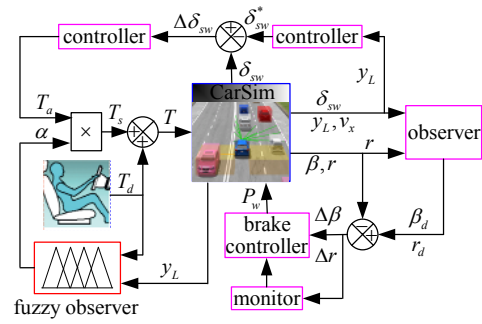 controller
Δδ_sw
δ*_sw
controller
δ_sw
y_L
T_a
α
×
T_s
T
CarSim
δ_sw
y_L, v_x
observer
β, r
r
T_d
P_w
Δβ
Δr
β_d
r_d
brake
controller
y_L
monitor
fuzzy observer